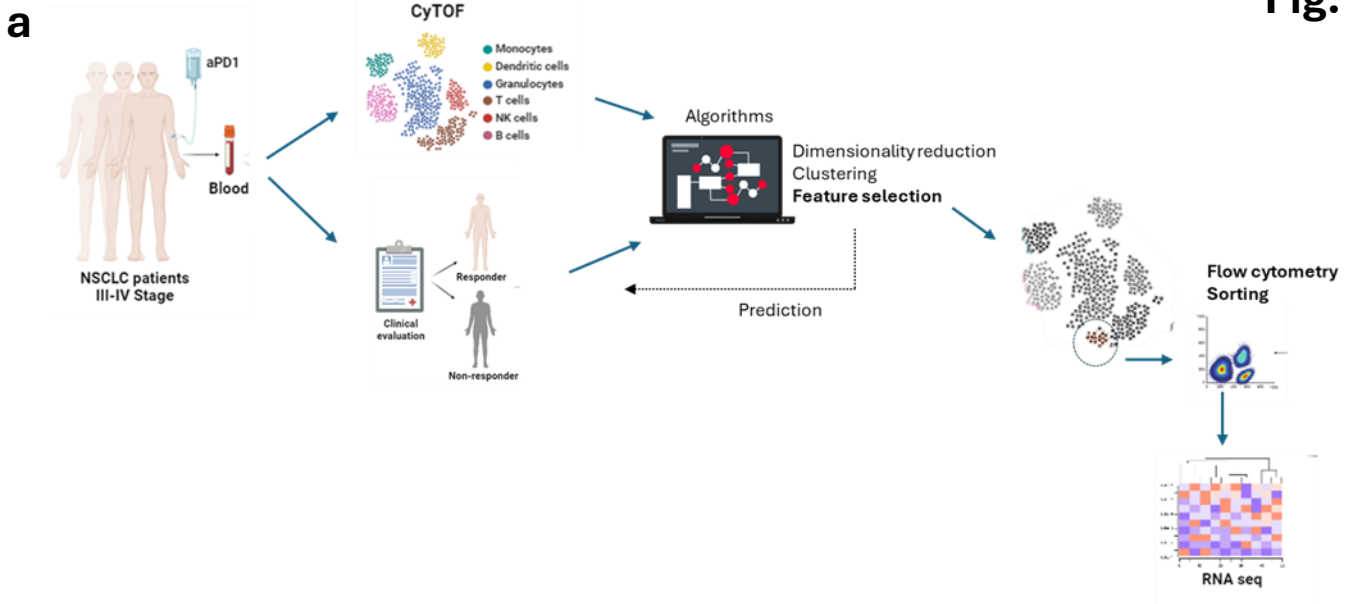 a
Fig.
CyTOF
aPD1
Blood
NSCLC patients
III-IV Stage
Monocytes
Dendritic cells
Granulocytes
T cells
NK cells
B cells
Clinical
evaluation
Responder
Non-responder
Algorithms
Dimensionality reduction
Clustering
Feature selection
Prediction
Flow cytometry
Sorting
RNA seq